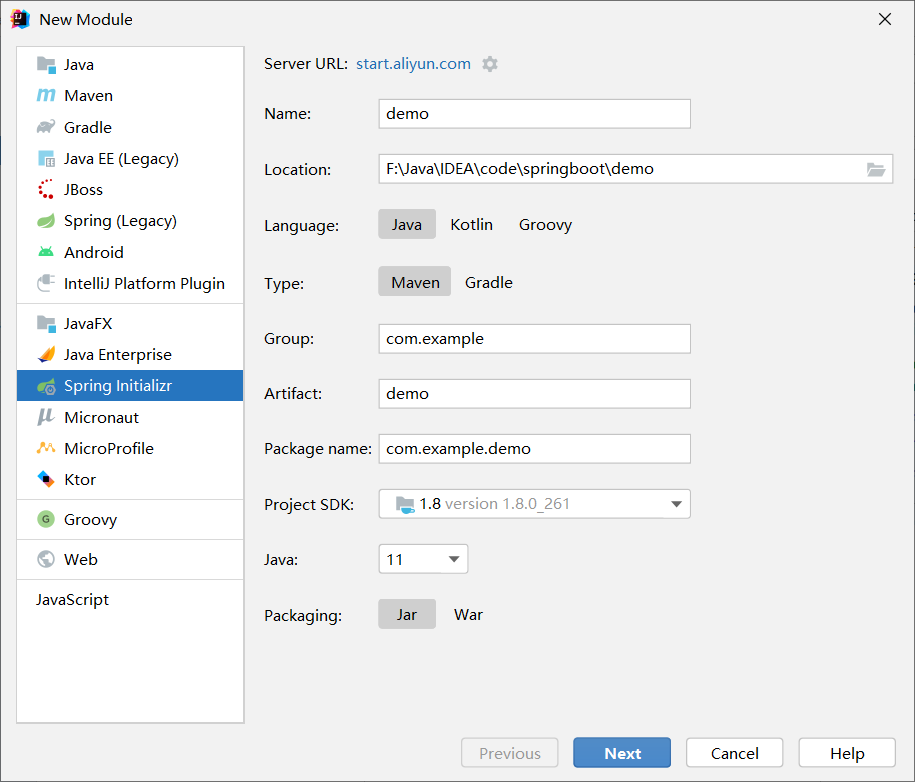 New Module
Java
Maven
Gradle
Java EE (Legacy)
JBoss
Spring (Legacy)
Android
IntelliJ Platform Plugin
JavaFX
Java Enterprise
Spring Initializr
Micronaut
MicroProfile
Ktor
Groovy
Web
JavaScript
Server URL: start.aliyun.com
Name: demo
Location: F:\Java\IDEA\code\springboot\demo
Language: Java Kotlin Groovy
Type: Maven Gradle
Group: com.example
Artifact: demo
Package name: com.example.demo
Project SDK: 1.8 version 1.8.0_261
Java: 11
Packaging: Jar War
Previous Next Cancel Help